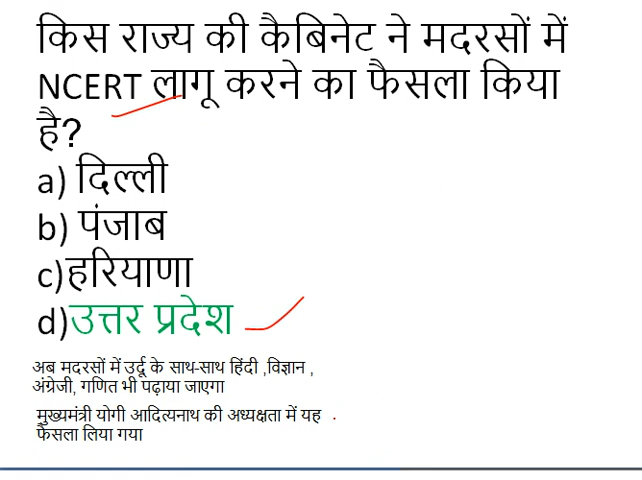 किस राज्य की कैबिनेट ने मदरसों में
NCERT लागू करने का फैसला किया
है?
a) दिल्ली
b) पंजाब
c)हरियाणा
d)उत्तर प्रदेश
अब मदरसों में उर्दू के साथ-साथ हिंदी ,विज्ञान ,
अंग्रेजी, गणित भी पढ़ाया जाएगा
मुख्यमंत्री योगी आदित्यनाथ की अध्यक्षता में यह
फैसला लिया गया